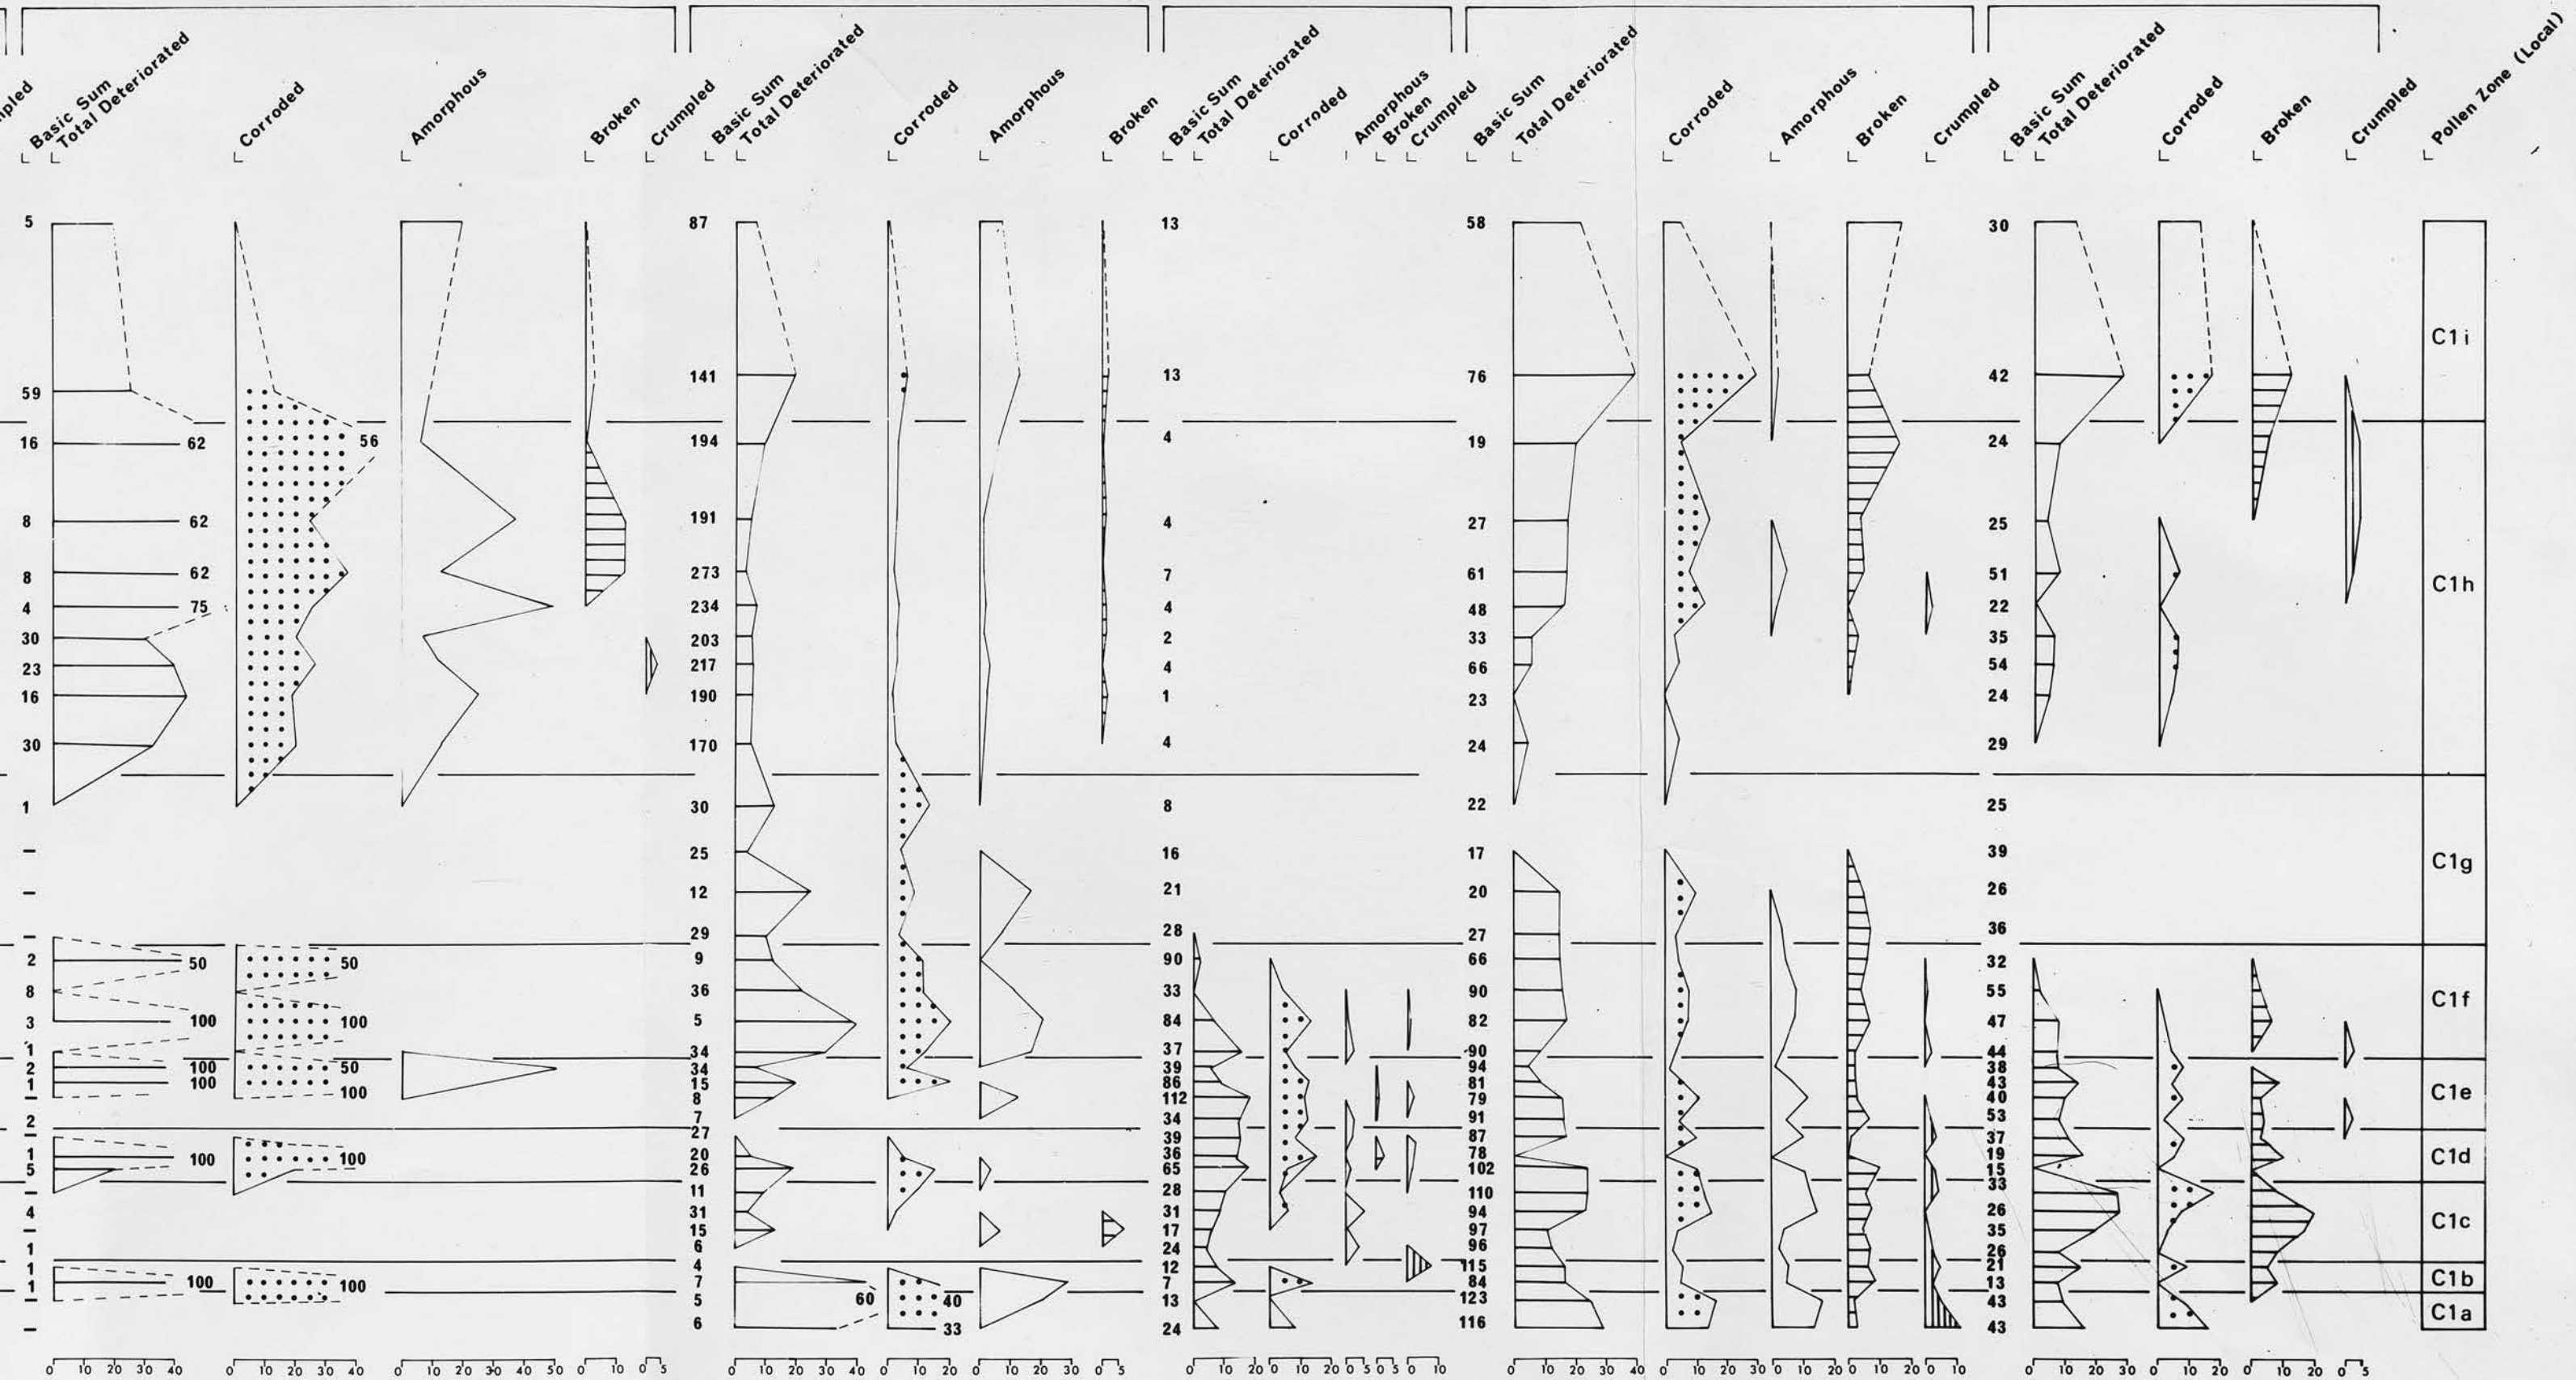 Basic Sum
Total Deteriorated
Corroded
Amorphous
Broken
Crumpled
Basic Sum
Total Deteriorated
Corroded
Amorphous
Broken
Basic Sum
Total Deteriorated
Corroded
Amorphous
Broken
Crumpled
Basic Sum
Total Deteriorated
Corroded
Amorphous
Broken
Crumpled
Basic Sum
Total Deteriorated
Corroded
Broken
Crumpled
Pollen Zone (Local)
5 87 13 58 30
C1i
59 141 13 76 42
16 62 56 194 4 19 24
8 62 191 4 27 25
8 62 273 7 61 51
C1h
4 75 234 4 48 22
30 203 2 33 35
23 217 4 66 54
16 190 1 23 24
30 170 4 24 29
1 30 8 22 25
– 25 16 17 39
C1g
– 12 21 20 26
– 29 28 27 36
2 50 50 9 90 66 32
8 36 33 90 55
C1f
3 100 100 5 84 82 47
1 34 37 90 44
2 100 50 34 39 94 38
1 100 15 86 81 43
– 100 8 112 79 40
C1e
2 7 34 91 53
– 27 39 87 37
1 100 100 20 36 78 19
C1d
5 26 65 102 15
– 11 28 110 33
4 31 31 94 26
C1c
– 15 17 97 35
1 6 24 96 26
1 4 12 115 21
1 100 100 7 7 84 13
C1b
– 5 60 40 13 123 43
C1a
– 6 33 24 116 43
0 10 20 30 40 0 10 20 30 0 10 20 30 40 50 0 10 0 5 0 10 20 30 40 0 10 20 0 10 20 30 0 5 0 10 20 0 10 20 0 5 0 5 0 10 0 10 20 30 40 0 10 20 30 0 10 20 0 10 20 0 10 0 10 20 30 0 10 20 0 10 20 0 5